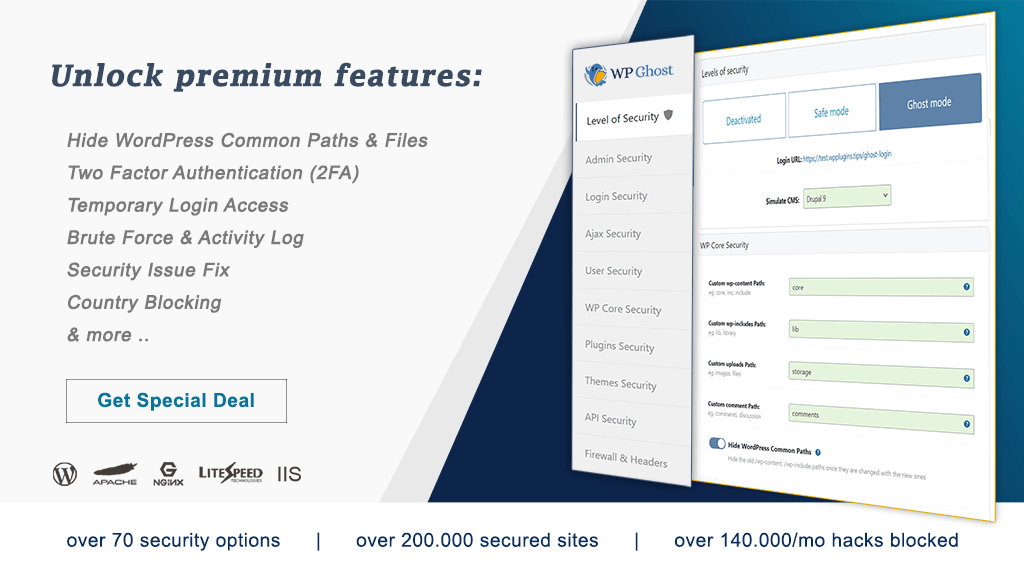 Unlock premium features:
Hide WordPress Common Paths & Files
Two Factor Authentication (2FA)
Temporary Login Access
Brute Force & Activity Log
Security Issue Fix
Country Blocking
& more ..
Get Special Deal
APACHE
NGINX
LITESPEED
TECHNOLOGIES
IIS
WP Ghost
Level of Security
Admin Security
Login Security
Ajax Security
User Security
WP Core Security
Plugins Security
Themes Security
API Security
Firewall & Headers
Levels of security
Deactivated
Safe mode
Ghost mode
Login URL: https://test.wpplugins.tips/ghost-login
Simulate CMS: Drupal 9
WP Core Security
Custom wp-content Path: core
eg. core, inc, include
Custom wp-includes Path: lib
eg. lib, library
Custom uploads Path: storage
eg. images, files
Custom comment Path: comments
eg. comments, discussion
Hide WordPress Common Paths
Hide the old /wp-content, /wp-include paths once they are changed with the new ones
over 70 security options | over 200.000 secured sites | over 140.000/mo hacks blocked